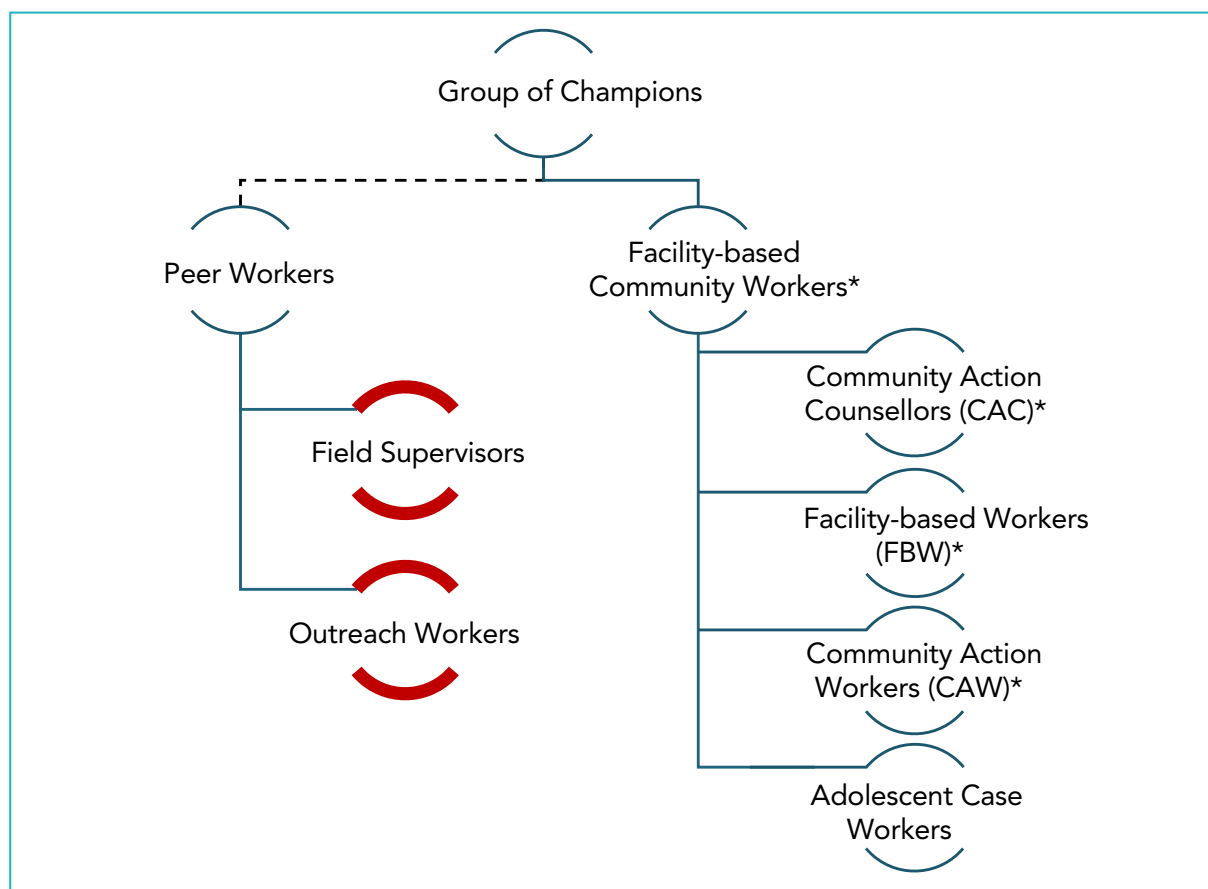 Group of Champions
Peer Workers
Facility-based
Community Workers*
Field Supervisors
Outreach Workers
Community Action
Counsellors (CAC)*
Facility-based Workers
(FBW)*
Community Action
Workers (CAW)*
Adolescent Case
Workers